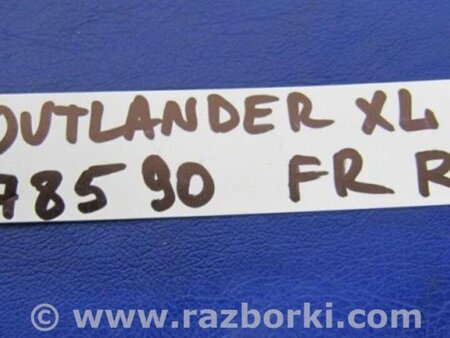 OUTLANDER XL
78590 FR R
© www.razborki.com